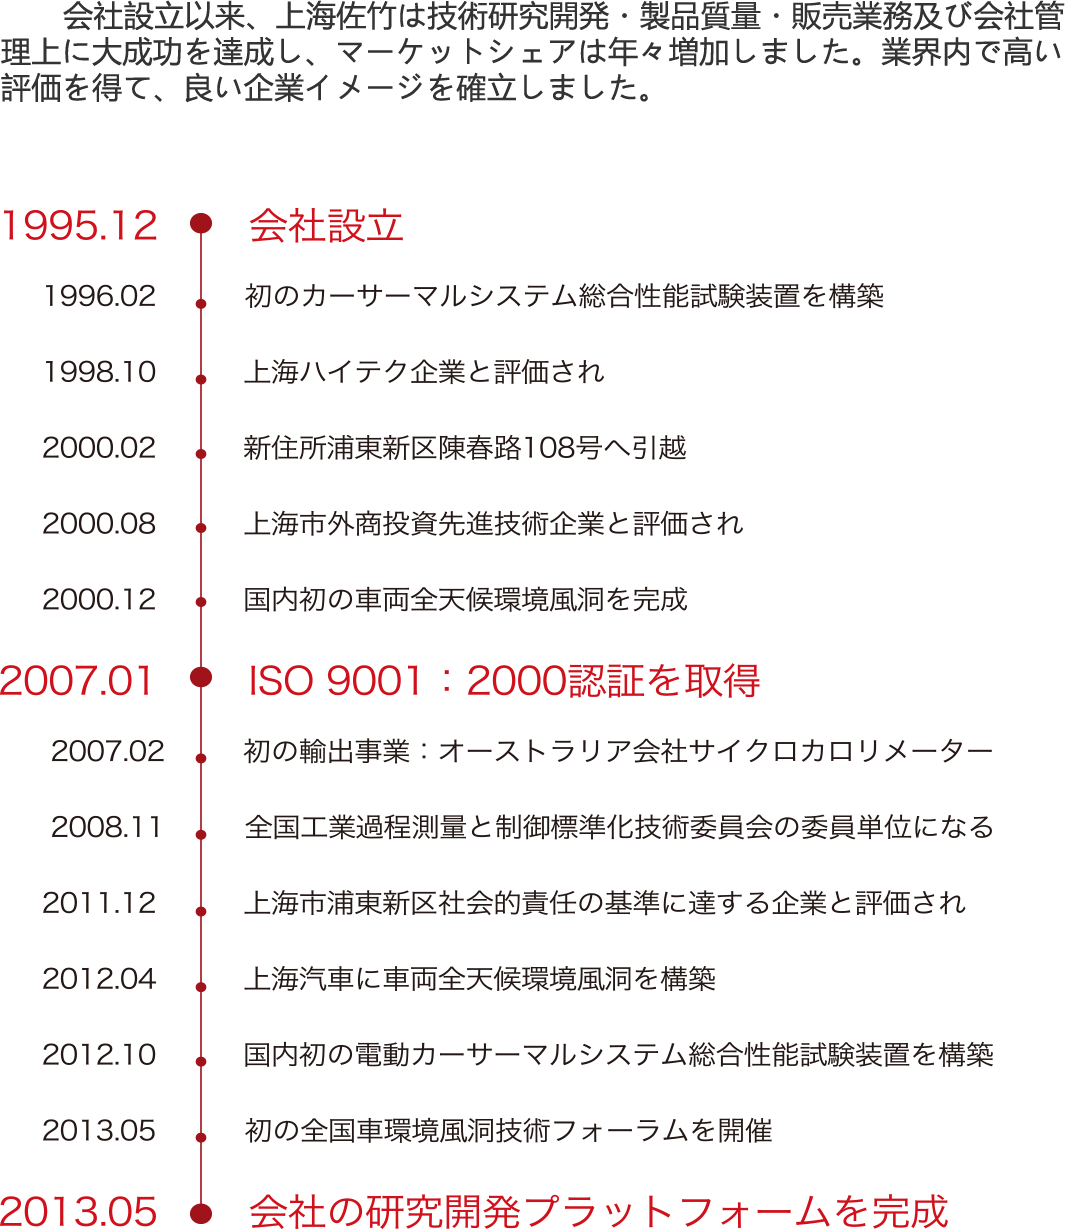 会社設立以来、上海佐竹は技術研究開発・製品質量・販売業務及び会社管
理上に大成功を達成し、マーケットシェアは年々増加しました。業界内で高い
評価を得て、良い企業イメージを確立しました。
1995.12 会社設立
1996.02 初のカーサーマルシステム総合性能試験装置を構築
1998.10 上海ハイテク企業と評価され
2000.02 新住所浦東新区陳春路108号へ引越
2000.08 上海市外商投資先進技術企業と評価され
2000.12 国内初の車両全天候環境風洞を完成
2007.01 ISO 9001：2000認証を取得
2007.02 初の輸出事業：オーストラリア会社サイクロカロリメーター
2008.11 全国工業過程測量と制御標準化技術委員会の委員単位になる
2011.12 上海市浦東新区社会的責任の基準に達する企業と評価され
2012.04 上海汽車に車両全天候環境風洞を構築
2012.10 国内初の電動カーサーマルシステム総合性能試験装置を構築
2013.05 初の全国車環境風洞技術フォーラムを開催
2013.05 会社の研究開発プラットフォームを完成